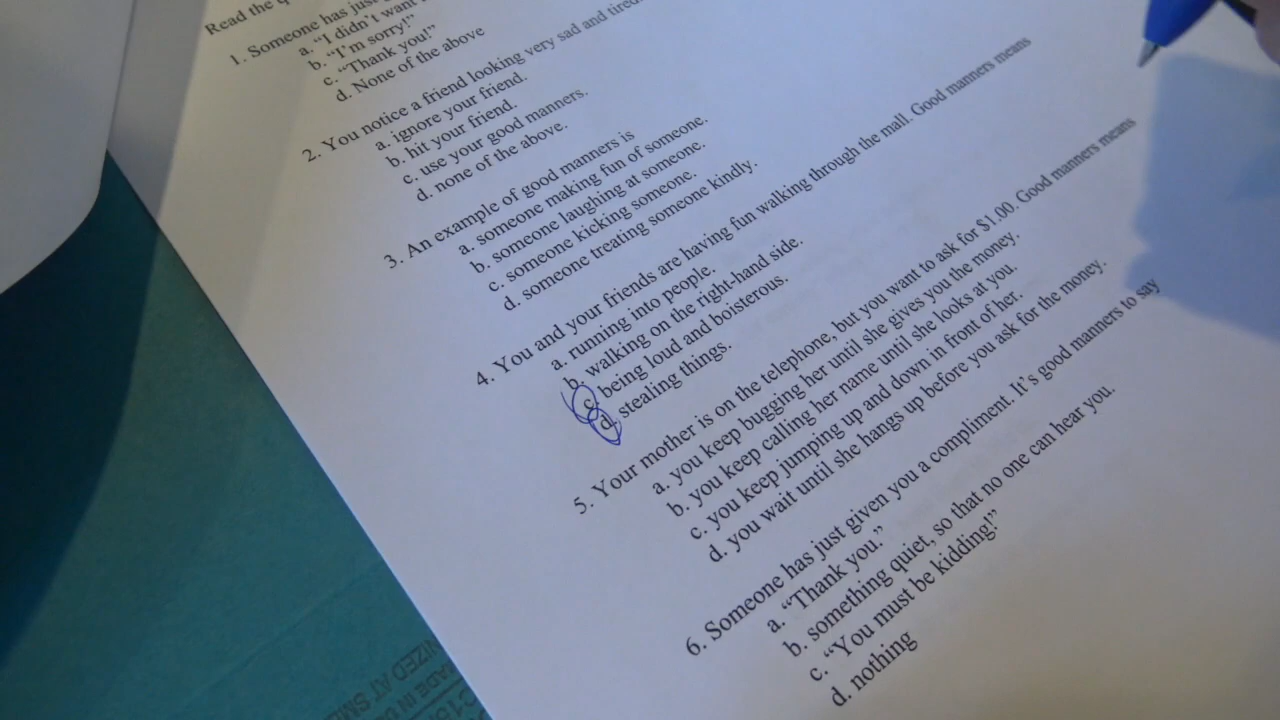 Read the
1. Someone has just
a. "I didn't want
b. "I'm sorry!"
c. "Thank you!"
d. None of the above
2. You notice a friend looking very sad and tired.
a. ignore your friend.
b. hit your friend.
c. use your good manners.
d. none of the above.
3. An example of good manners is
a. someone making fun of someone.
b. someone laughing at someone.
c. someone kicking someone.
d. someone treating someone kindly.
4. You and your friends are having fun walking through the mall. Good manners means
a. running into people.
b. walking on the right-hand side.
c. being loud and boisterous.
d. stealing things.
5. Your mother is on the telephone, but you want to ask for $1.00. Good manners means
a. you keep bugging her until she gives you the money.
b. you keep calling her name until she looks at you.
c. you keep jumping up and down in front of her.
d. you wait until she hangs up before you ask for the money.
6. Someone has just given you a compliment. It's good manners to say
a. "Thank you."
b. something quiet, so that no one can hear you.
c. "You must be kidding!"
d. nothing